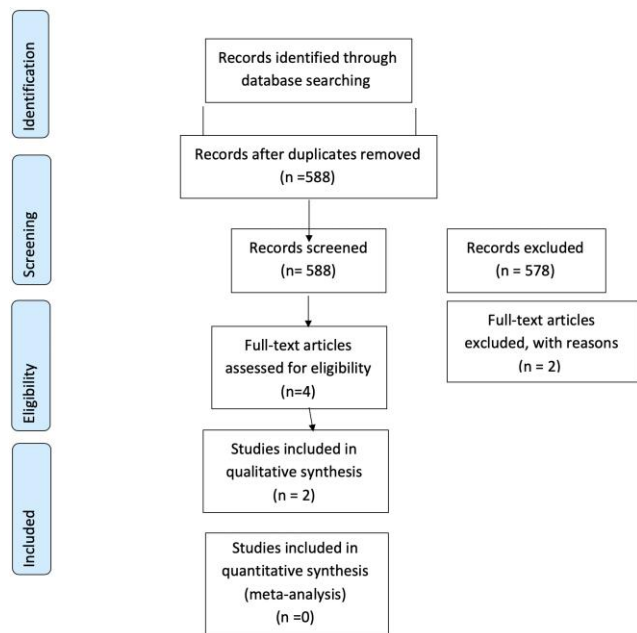 Identification
Records identified through
database searching
Records after duplicates removed
(n =588)
Screening
Records screened
(n= 588)
Records excluded
(n = 578)
Eligibility
Full-text articles
assessed for eligibility
(n=4)
Full-text articles
excluded, with reasons
(n = 2)
Included
Studies included in
qualitative synthesis
(n = 2)
Studies included in
quantitative synthesis
(meta-analysis)
(n =0)